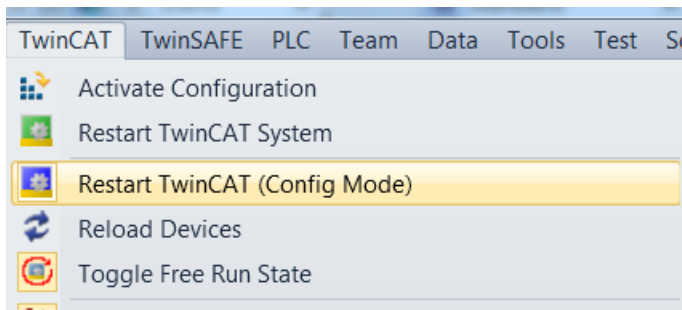 TwinCAT TwinSAFE PLC Team Data Tools Test
Activate Configuration
Restart TwinCAT System
Restart TwinCAT (Config Mode)
Reload Devices
Toggle Free Run State